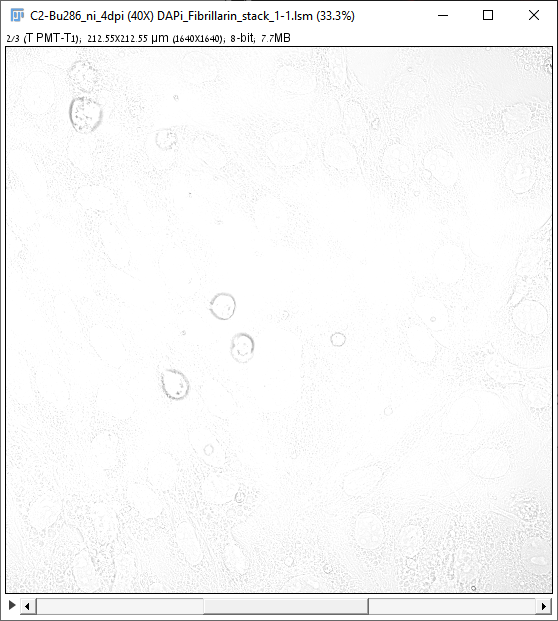 C2-Bu286_ni_4dpi (40X) DAPi_Fibrillarin_stack_1-1.lsm (33.3%)
2/3 (T PMT-T1); 212.55x212.55 µm (1640x1640); 8-bit; 7.7MB